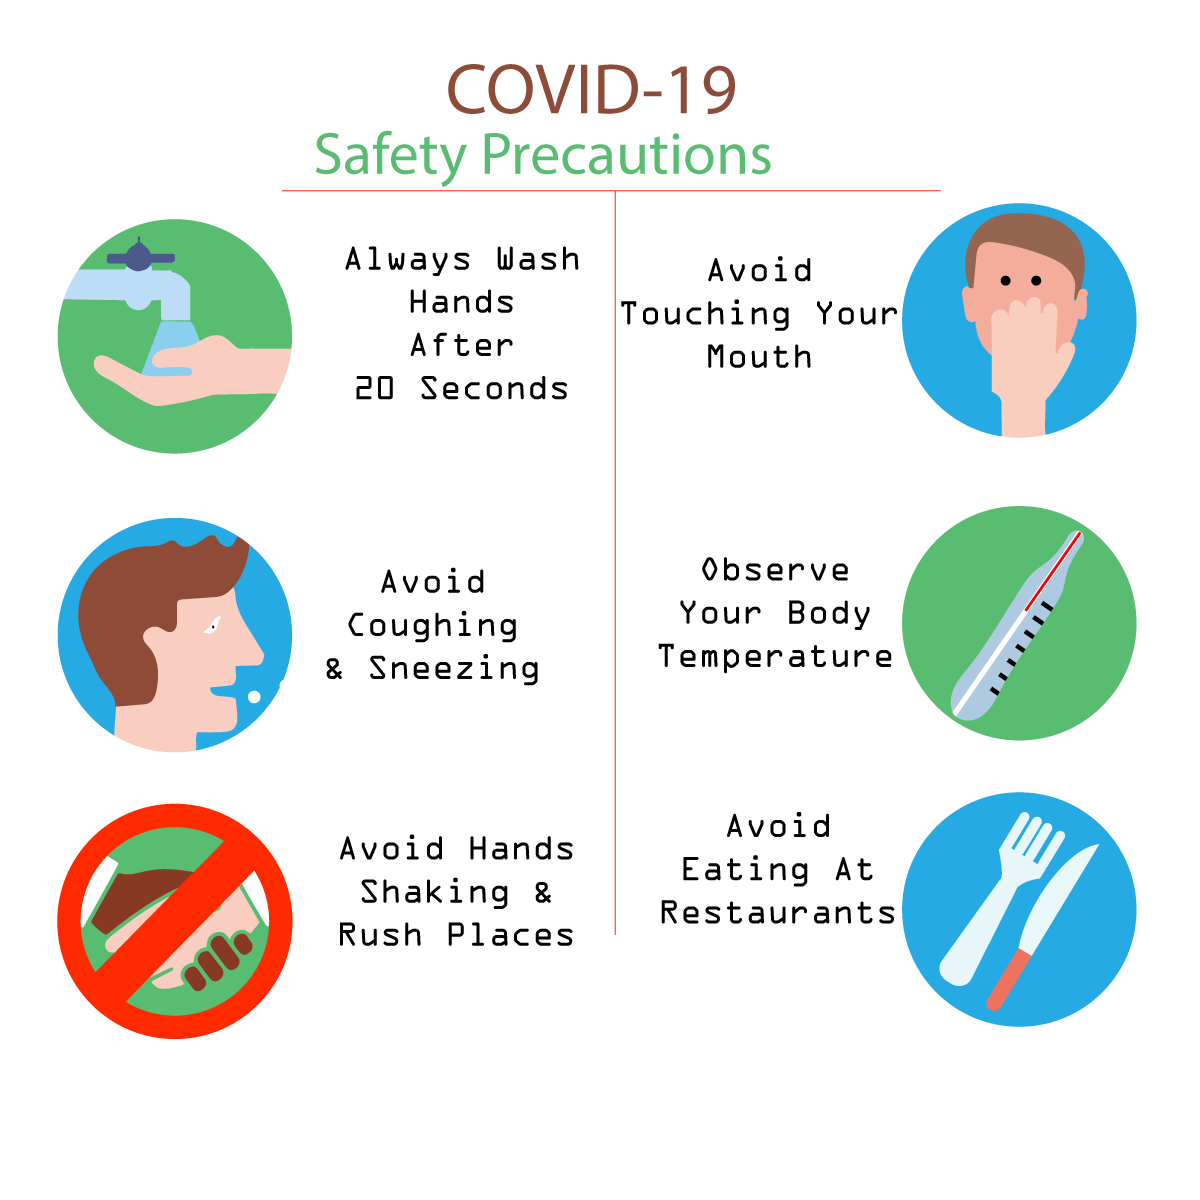 COVID-19
Safety Precautions
Always Wash
Hands
After
20 Seconds
Avoid
Touching Your
Mouth
Avoid
Coughing
& Sneezing
Observe
Your Body
Temperature
Avoid Hands
Shaking &
Rush Places
Avoid
Eating At
Restaurants